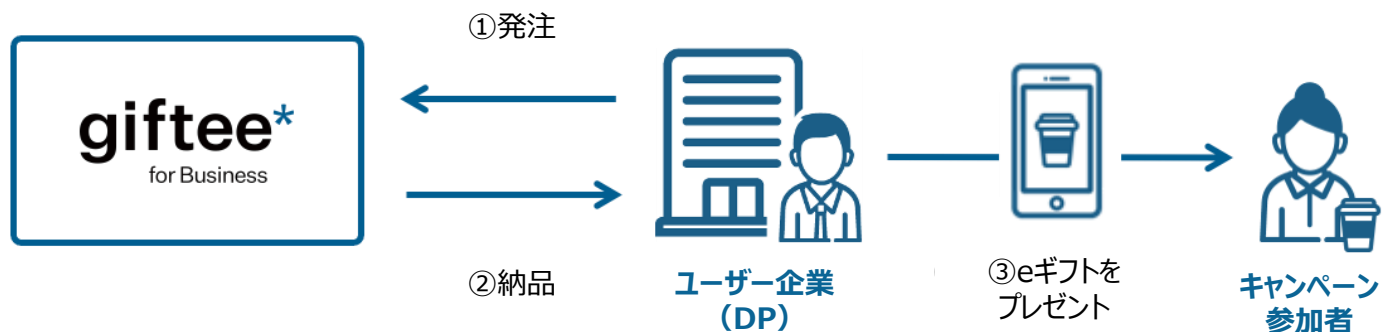 ①発注
giftee*
for Business
②納品
ユーザー企業
（DP）
③eギフトを
プレゼント
キャンペーン
参加者